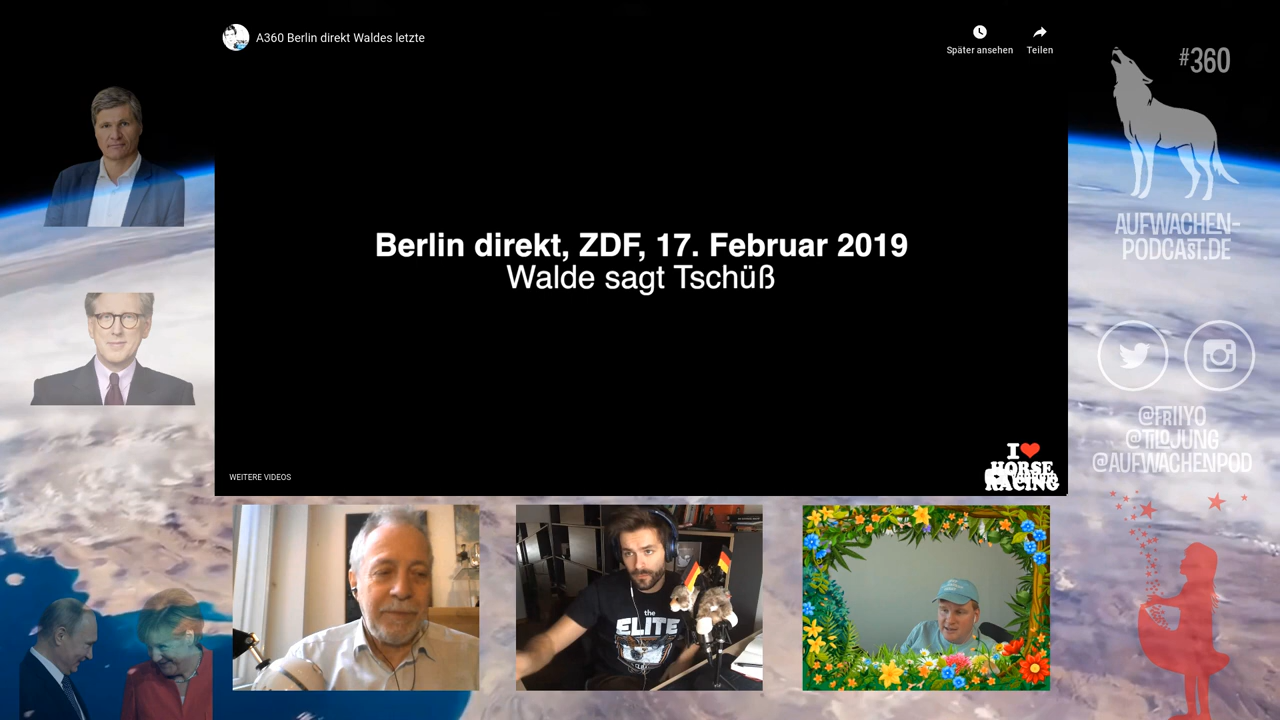 A360 Berlin direkt Waldes letzte
Später ansehen
Teilen
#360
Berlin direkt, ZDF, 17. Februar 2019
Walde sagt Tschüß
AUFWACHEN-
PODCAST.DE
@FRIIYO
@TILOJUNG
@AUFWACHENPOD
WEITERE VIDEOS
I
HORSE
RACING
the
ELITE